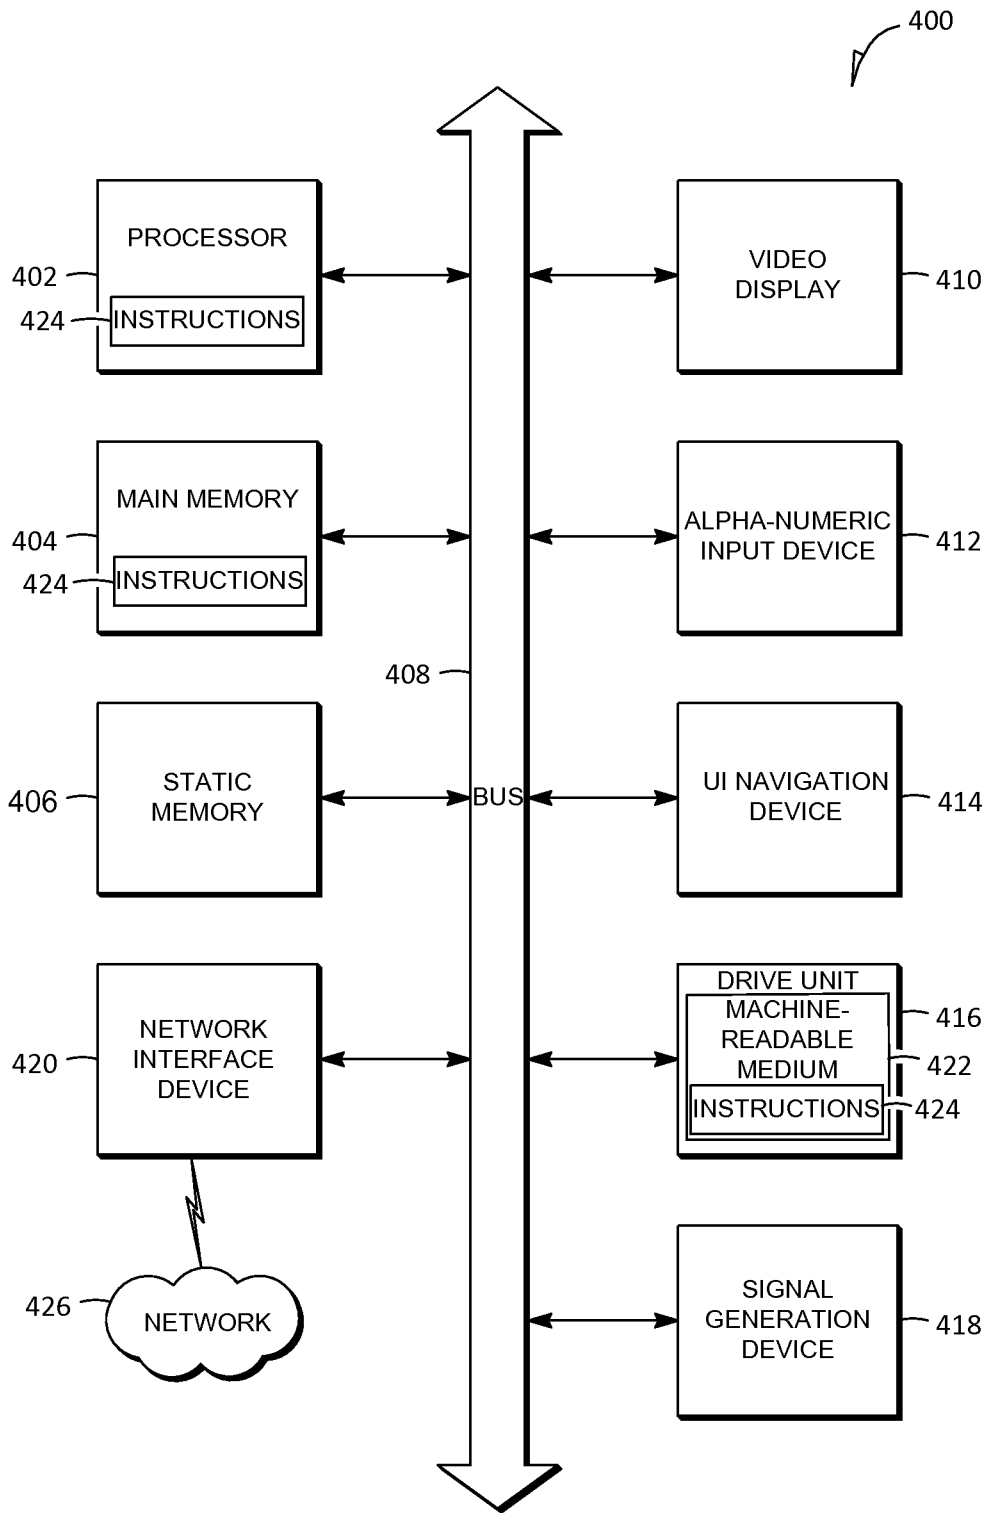 400
PROCESSOR
402
424
INSTRUCTIONS
VIDEO
DISPLAY
410
MAIN MEMORY
404
424
INSTRUCTIONS
ALPHA-NUMERIC
INPUT DEVICE
412
408
STATIC
MEMORY
406
BUS
UI NAVIGATION
DEVICE
414
NETWORK
INTERFACE
DEVICE
420
DRIVE UNIT
MACHINE-
READABLE
MEDIUM
INSTRUCTIONS
416
422
424
426
NETWORK
SIGNAL
GENERATION
DEVICE
418